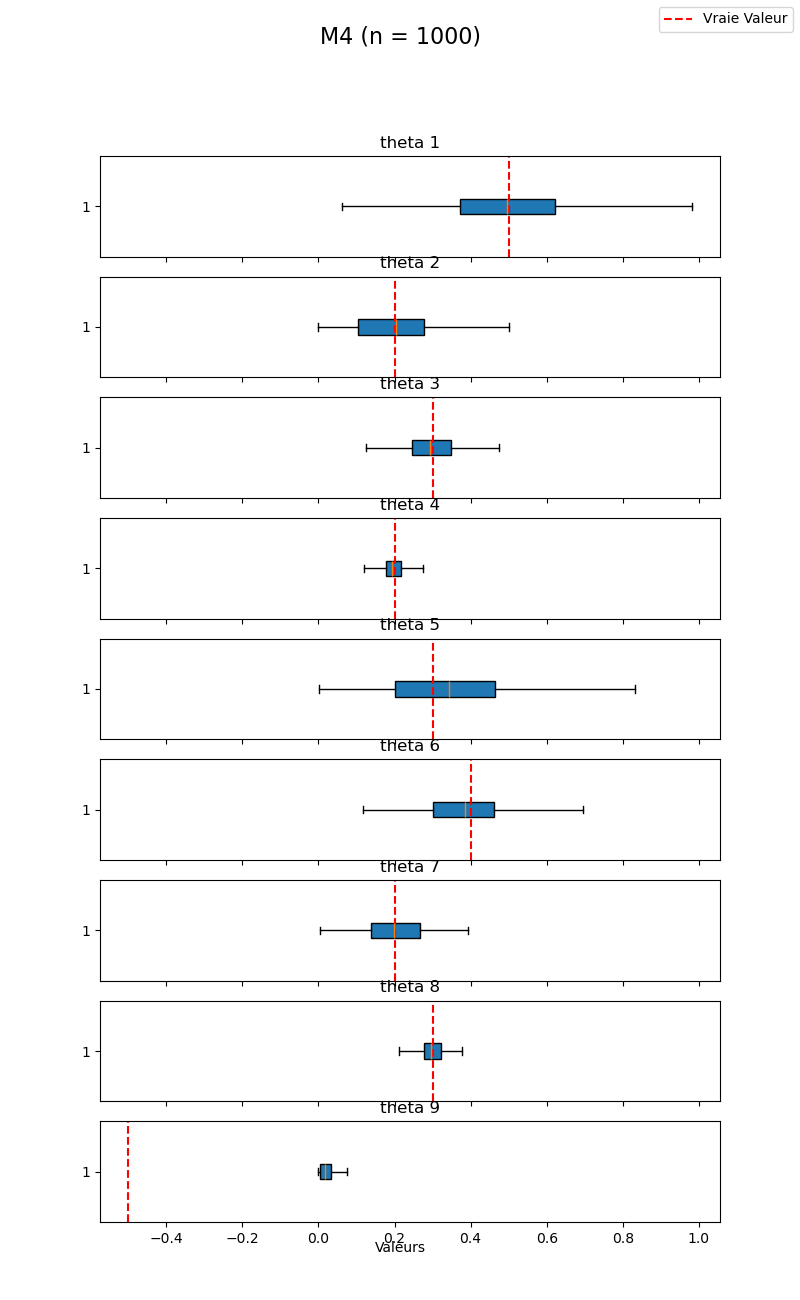 Vraie Valeur
M4 (n = 1000)
theta 1
1
theta 2
1
theta 3
1
theta 4
1
theta 5
1
theta 6
1
theta 7
1
theta 8
1
theta 9
1
−0.4 −0.2 0.0 0.2 0.4 0.6 0.8 1.0
Valeurs